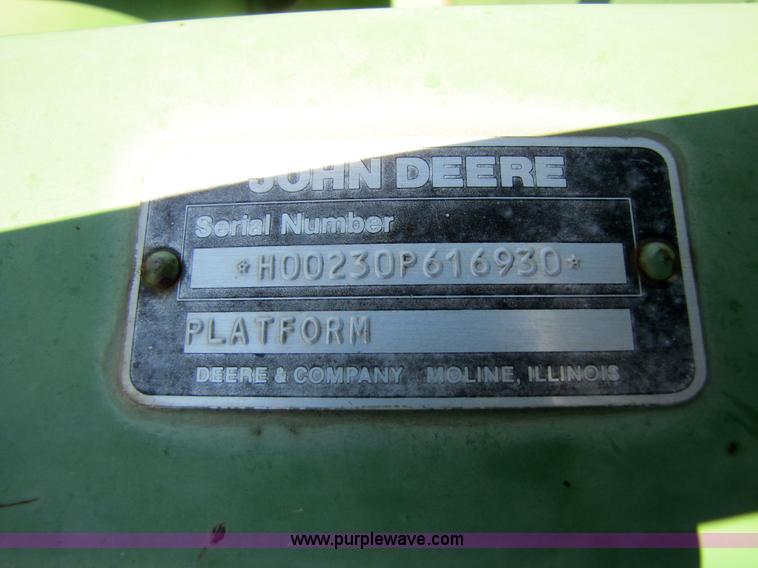 JOHN DEERE
Serial Number
*H00230P616930*
PLATFORM
DEERE & COMPANY MOLINE, ILLINOIS
www.purplewave.com